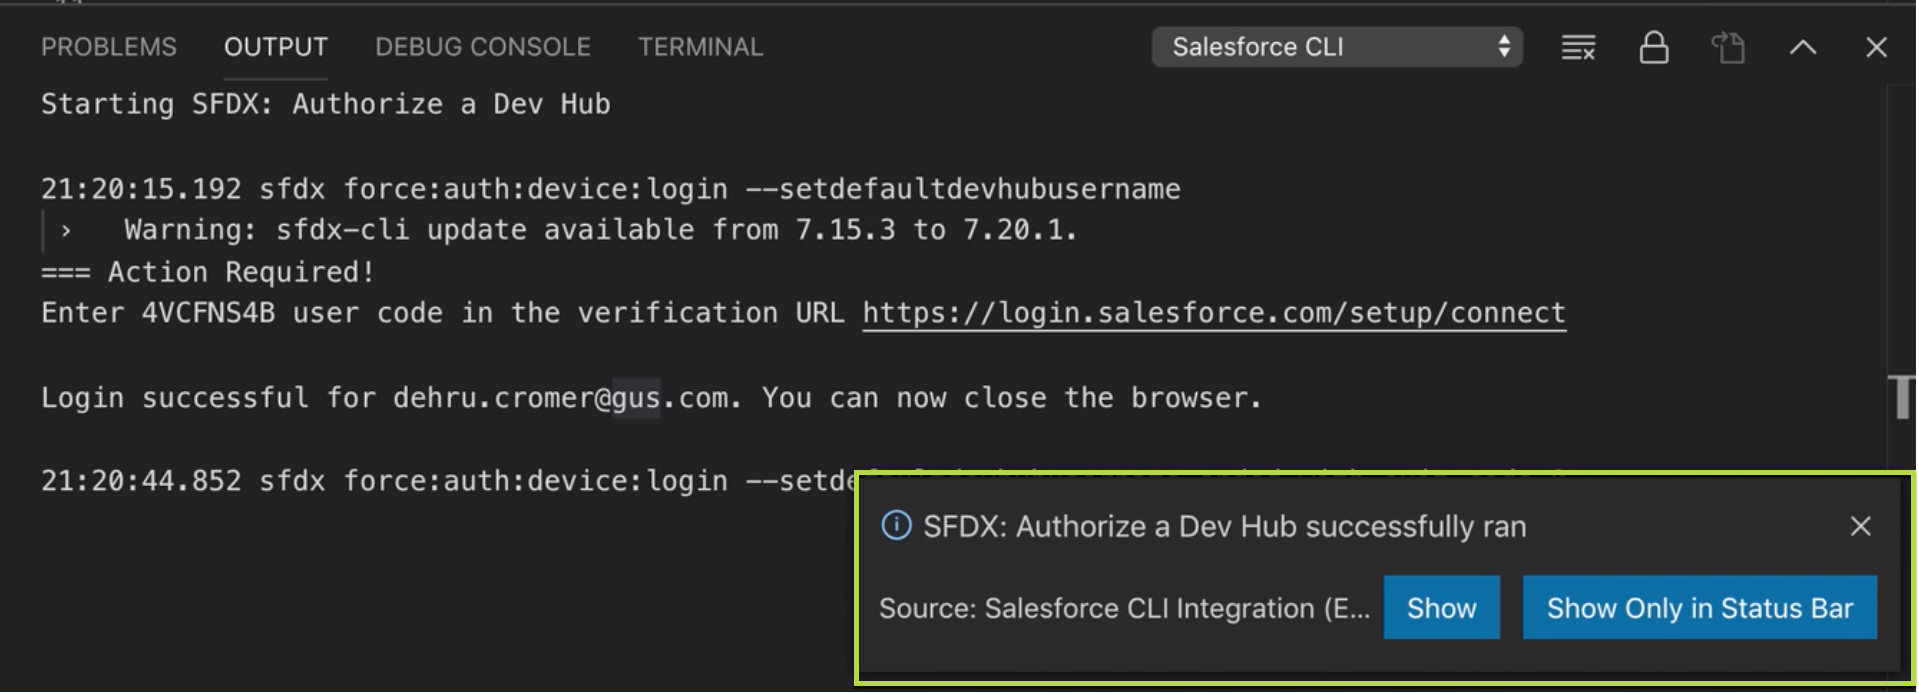 PROBLEMS OUTPUT DEBUG CONSOLE TERMINAL Salesforce CLI
Starting SFDX: Authorize a Dev Hub
21:20:15.192 sfdx force:auth:device:login --setdefaultdevhubusername
› Warning: sfdx-cli update available from 7.15.3 to 7.20.1.
=== Action Required!
Enter 4VCFNS4B user code in the verification URL https://login.salesforce.com/setup/connect
Login successful for dehru.cromer@gus.com. You can now close the browser.
21:20:44.852 sfdx force:auth:device:login --setde
SFDX: Authorize a Dev Hub successfully ran
Source: Salesforce CLI Integration (E... Show Show Only in Status Bar